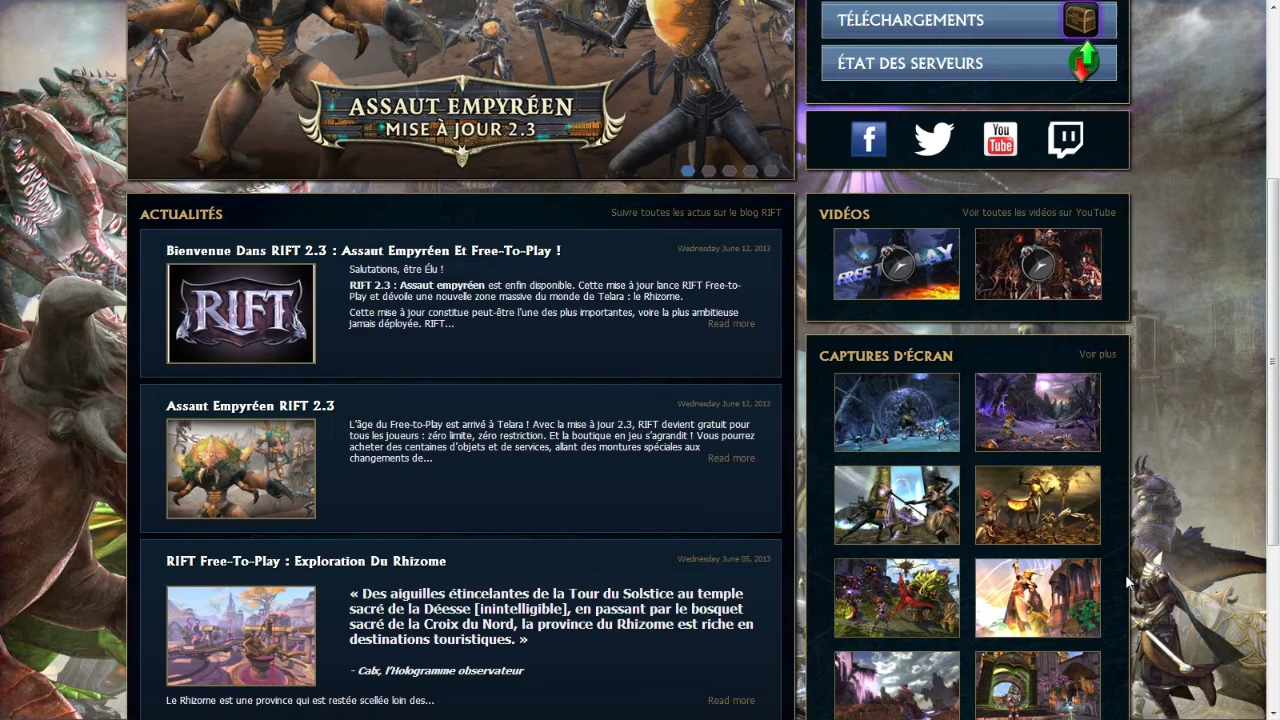 TÉLÉCHARGEMENTS
ÉTAT DES SERVEURS
ASSAUT EMPYRÉEN
MISE À JOUR 2.3
f
You
Tube
ACTUALITÉS
Suivre toutes les actus sur le blog RIFT
Bienvenue Dans RIFT 2.3 : Assaut Empyréen Et Free-To-Play !
Wednesday June 12, 2013
RIFT
Salutations, être Élu !
RIFT 2.3 : Assaut empyréen est enfin disponible. Cette mise à jour lance RIFT Free-to-
Play et dévoile une nouvelle zone massive du monde de Telara : le Rhizome.
Cette mise à jour constitue peut-être l'une des plus importantes, voire la plus ambitieuse
jamais déployée. RIFT...
Read more
Assaut Empyréen RIFT 2.3
Wednesday June 12, 2013
L'âge du Free-to-Play est arrivé à Telara ! Avec la mise à jour 2.3, RIFT devient gratuit pour
tous les joueurs : zéro limite, zéro restriction. Et la boutique en jeu s'agrandit ! Vous pourrez
acheter des centaines d'objets et de services, allant des montures spéciales aux
changements de...
Read more
RIFT Free-To-Play : Exploration Du Rhizome
Wednesday June 05, 2013
« Des aiguilles étincelantes de la Tour du Solstice au temple
sacré de la Déesse [inintelligible], en passant par le bosquet
sacré de la Croix du Nord, la province du Rhizome est riche en
destinations touristiques. »
- Calx, l'Hologramme observateur
Le Rhizome est une province qui est restée scellée loin des...
Read more
VIDÉOS
Voir toutes les vidéos sur YouTube
FREE TO PLAY
CAPTURES D'ÉCRAN
Voir plus